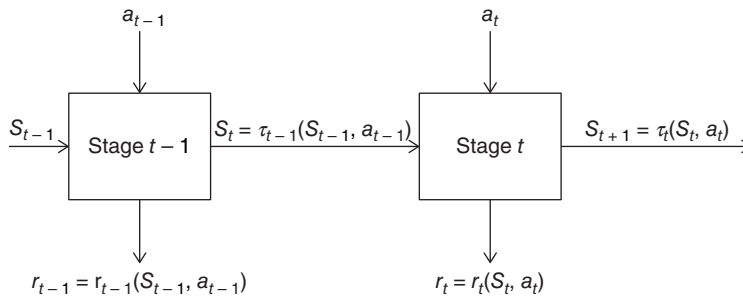 a_{t−1}
a_t
S_{t−1}
Stage t − 1
S_t = τ_{t−1}(S_{t−1}, a_{t−1})
Stage t
S_{t+1} = τ_t(S_t, a_t)
r_{t−1} = r_{t−1}(S_{t−1}, a_{t−1})
r_t = r_t(S_t, a_t)